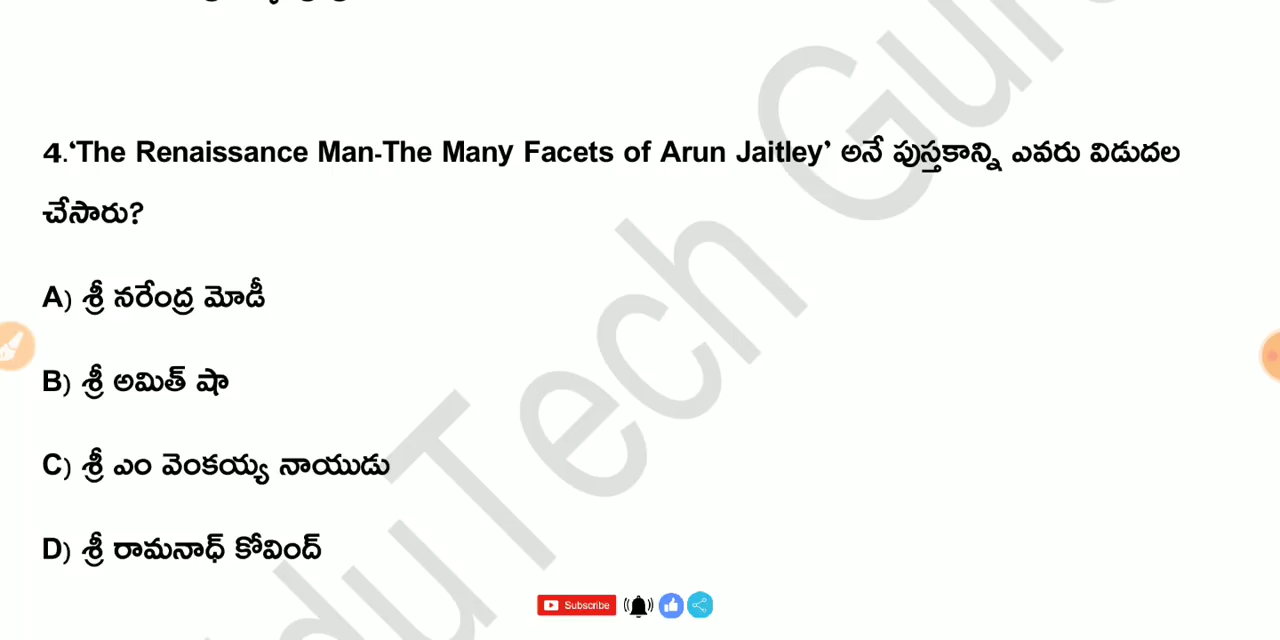 4.‘The Renaissance Man-The Many Facets of Arun Jaitley’ అనే పుస్తకాన్ని ఎవరు విడుదల
చేసారు?
A) శ్రీ నరేంద్ర మోడీ
B) శ్రీ అమిత్ షా
C) శ్రీ ఎం వెంకయ్య నాయుడు
D) శ్రీ రామనాథ్ కోవింద్
Subscribe